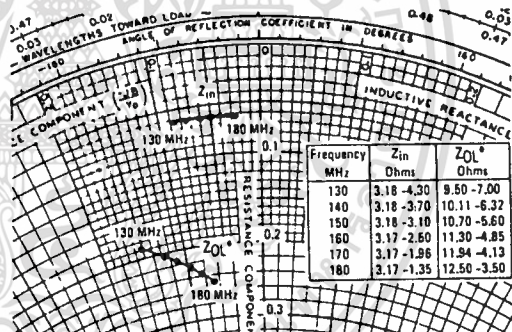 0.47
0.02
0.48
0.03
0.03
0.47
WAVELENGTHS TOWARD LOAD
ANGLE OF REFLECTION COEFFICIENT IN DEGREES
-160
160
0
E COMPONENT
INDUCTIVE REACTANCE
Zin
130 MHz
180 MHz
0.1
RESISTANCE COMPONENT
0.2
130 MHz
ZOL*
180 MHz
0.3
Frequency MHz Zin Ohms ZOL* Ohms
130 3.18 -4.30 9.50 -7.00
140 3.18 -3.70 10.11 -6.32
150 3.18 -3.10 10.70 -5.60
160 3.17 -2.60 11.30 -4.85
170 3.17 -1.96 11.94 -4.13
180 3.17 -1.35 12.50 -3.50